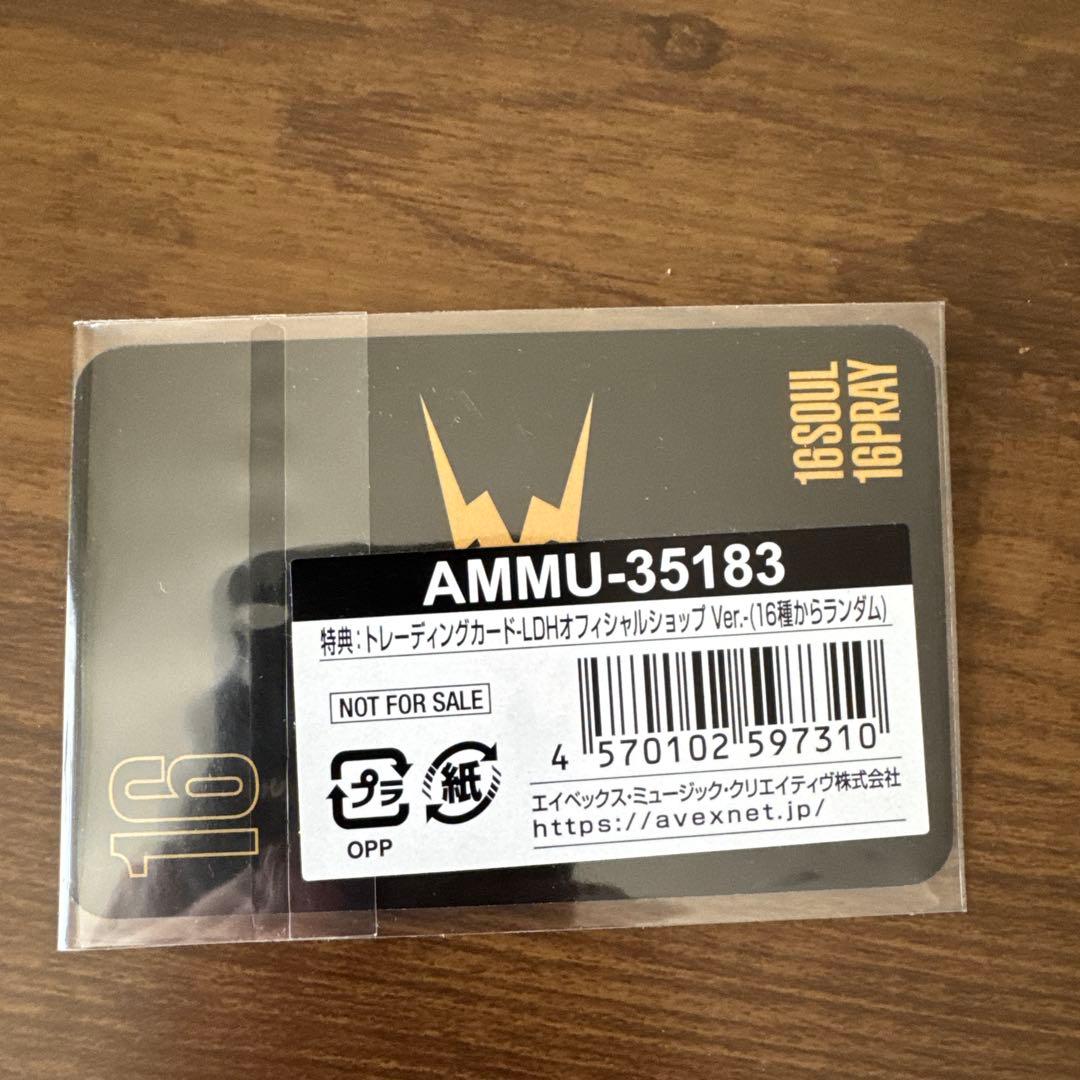 16SOUL
16PRAY
AMMU-35183
特典:トレーディングカード-LDHオフィシャルショップ Ver.-(16種からランダム)
NOT FOR SALE
4 570102 597310
プラ
紙
OPP
エイベックス・ミュージック・クリエイティヴ株式会社
https://avexnet.jp/
16